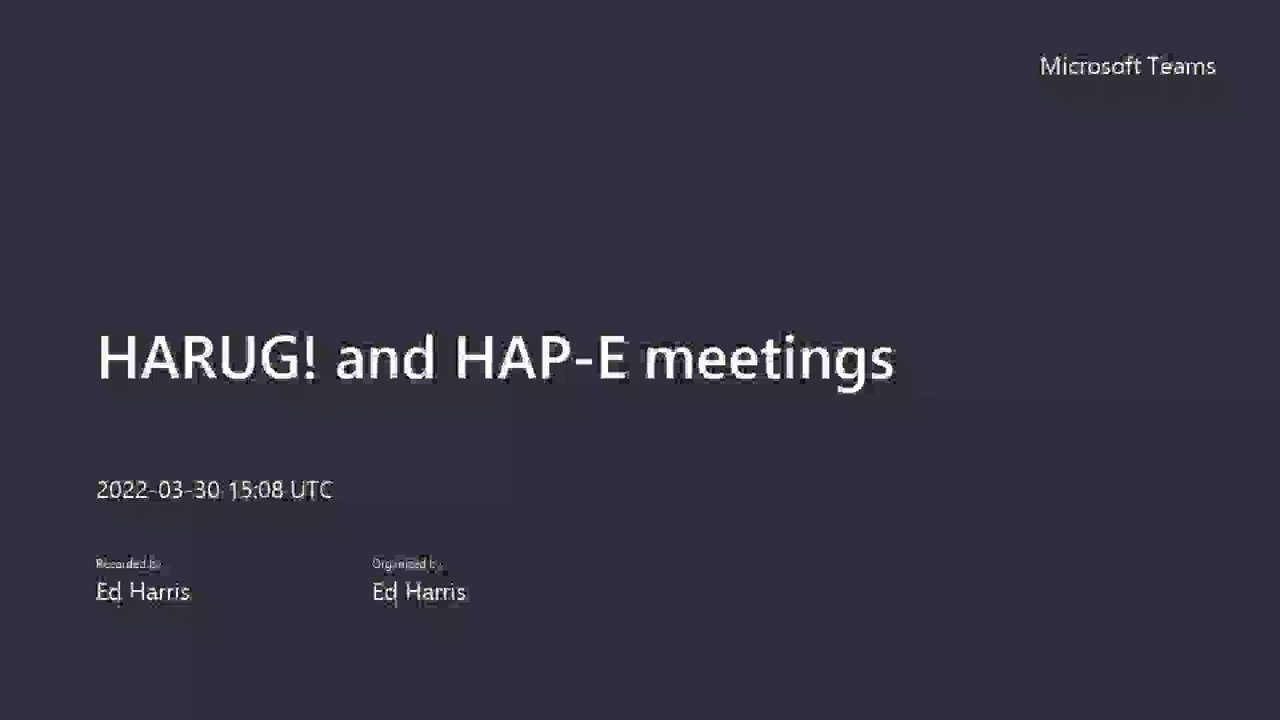 Microsoft Teams
HARUG! and HAP-E meetings
2022-03-30 15:08 UTC
Recorded by
Organized by
Ed Harris
Ed Harris